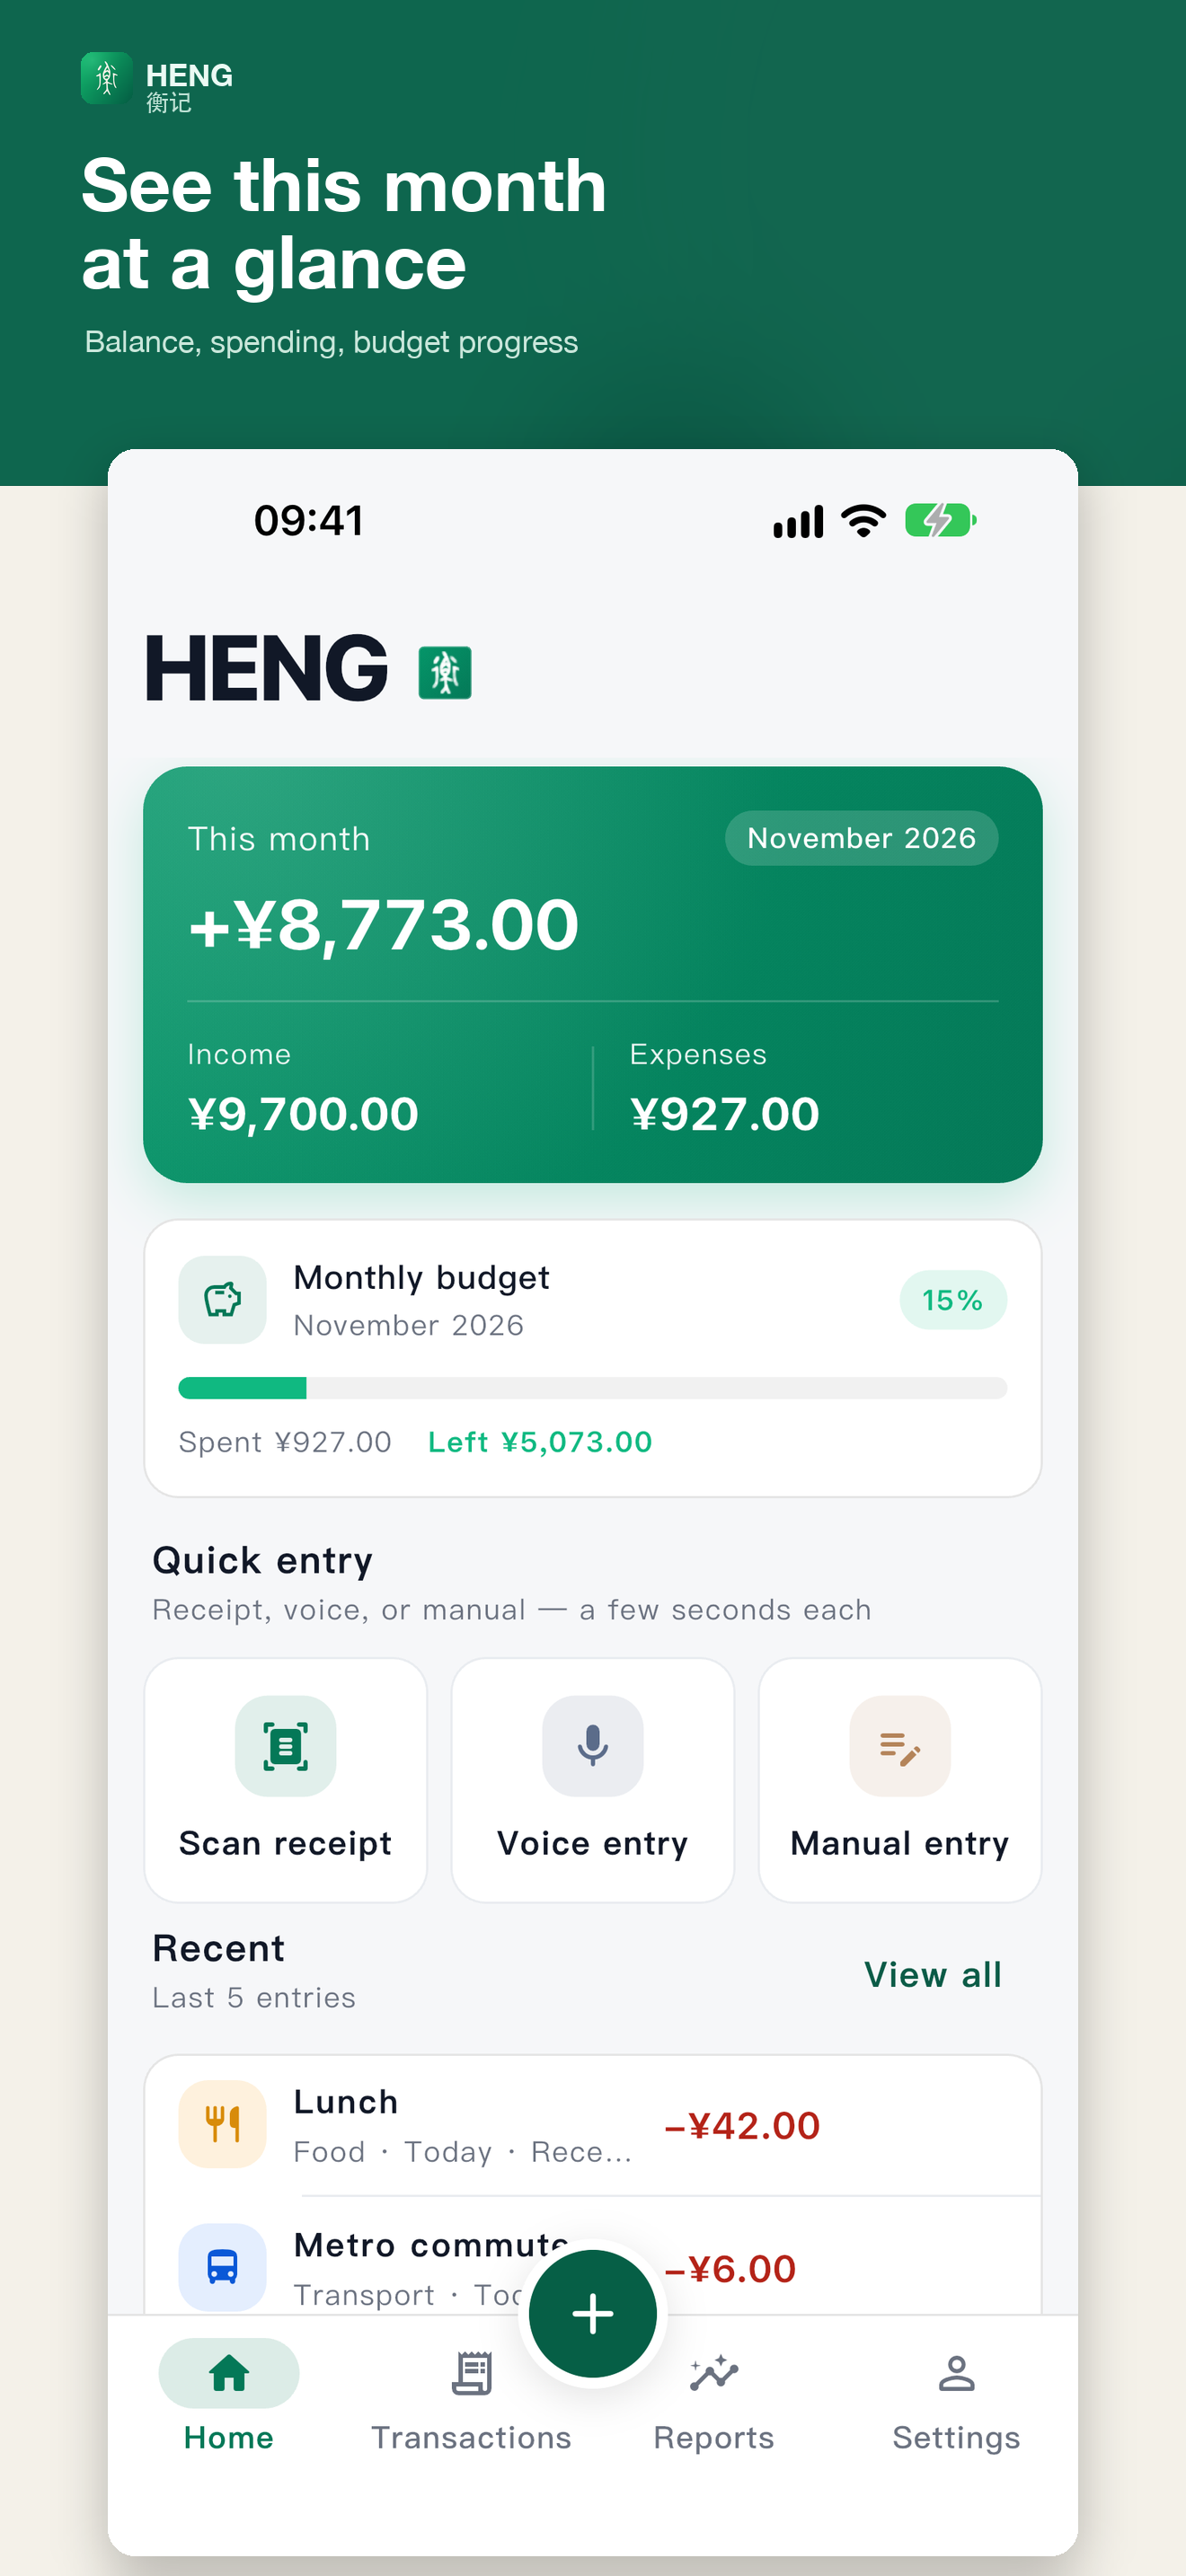 衡
HENG
衡记
See this month
at a glance
Balance, spending, budget progress
09:41
HENG 衡
This month
November 2026
+¥8,773.00
Income
Expenses
¥9,700.00
¥927.00
Monthly budget
November 2026
15%
Spent ¥927.00 Left ¥5,073.00
Quick entry
Receipt, voice, or manual — a few seconds each
Scan receipt
Voice entry
Manual entry
Recent
Last 5 entries
View all
Lunch
Food · Today · Rece...
–¥42.00
Metro commute
Transport ·
–¥6.00
Home
Transactions
Reports
Settings